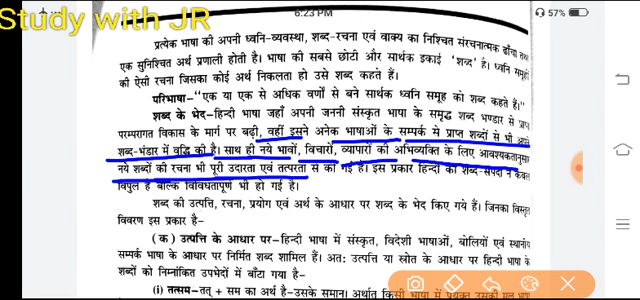 Study with JR
6:23 PM
57%
प्रत्येक भाषा की अपनी ध्वनि-व्यवस्था, शब्द-रचना एवं वाक्य का निश्चित संरचनात्मक ढाँचा तथा
एक सुनिश्चित अर्थ प्रणाली होती है। भाषा की सबसे छोटी और सार्थक इकाई 'शब्द' है। ध्वनि समूहों
की ऐसी रचना जिसका कोई अर्थ निकलता हो उसे शब्द कहते हैं।
परिभाषा-"एक या एक से अधिक वर्णों से बने सार्थक ध्वनि समूह को शब्द कहते हैं।"
शब्द के भेद-हिन्दी भाषा जहाँ अपनी जननी संस्कृत भाषा के समृद्ध शब्द भण्डार से प्राप्त
परम्परागत विकास के मार्ग पर बढ़ी, वहीं इसने अनेक भाषाओं के सम्पर्क से प्राप्त शब्दों से भी अपने
शब्द-भंडार में वृद्धि की है। साथ ही नये भावों, विचारों, व्यापारों की अभिव्यक्ति के लिए आवश्यकतानुसार
नये शब्दों की रचना भी पूरी उदारता एवं तत्परता से की गई है। इस प्रकार हिन्दी की शब्द-संपदा न केवल
विपुल है बल्कि विविधतापूर्ण भी हो गई है।
शब्द की उत्पत्ति, रचना, प्रयोग एवं अर्थ के आधार पर शब्द के भेद किए गये हैं। जिनका विस्तृत
विवरण इस प्रकार है-
(क) उत्पत्ति के आधार पर-हिन्दी भाषा में संस्कृत, विदेशी भाषाओं, बोलियों एवं स्थानीय
सम्पर्क भाषा के आधार पर निर्मित शब्द शामिल हैं। अतः उत्पत्ति या स्रोत के आधार पर हिन्दी भाषा के
शब्दों को निम्नांकित उपभेदों में बाँटा गया है-
(i) तत्सम-तत् + सम का अर्थ है-उसके समान। अर्थात किसी भाषा में प्रयुक्त उसकी मूल भाषा